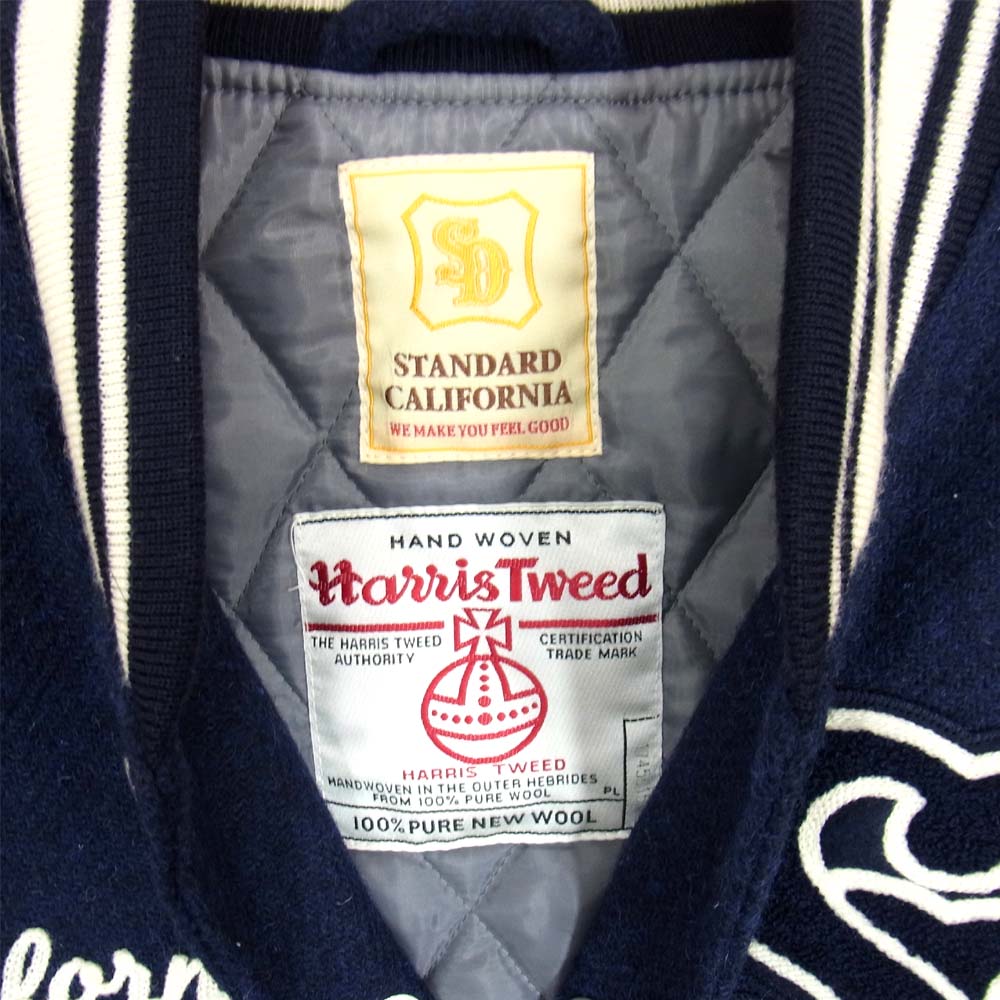 SD
STANDARD
CALIFORNIA
WE MAKE YOU FEEL GOOD
HAND WOVEN
Harris Tweed
THE HARRIS TWEED
AUTHORITY
CERTIFICATION
TRADE MARK
HARRIS TWEED
HANDWOVEN IN THE OUTER HEBRIDES
FROM 100% PURE WOOL
PL
100% PURE NEW WOOL